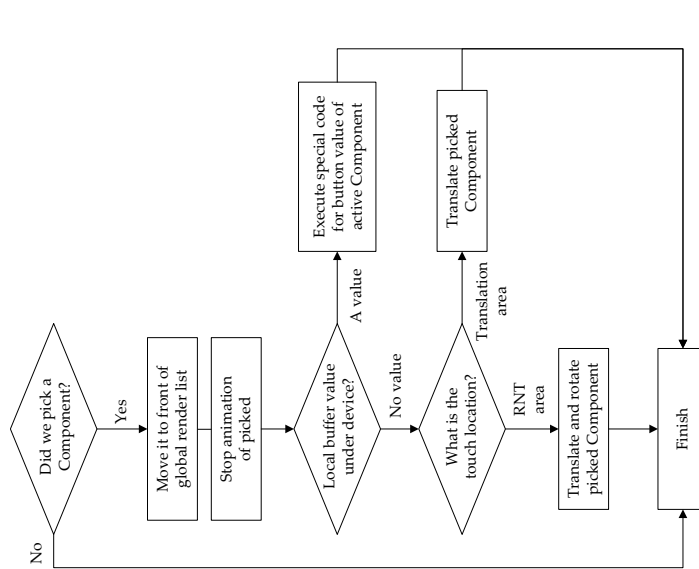 Did we pick a
Component?
No
Yes
Move it to front of
global render list
Stop animation
of picked
Local buffer value
under device?
A value
Execute special code
for button value of
active Component
No value
What is the
touch location?
Translation
area
Translate picked
Component
RNT
area
Translate and rotate
picked Component
Finish